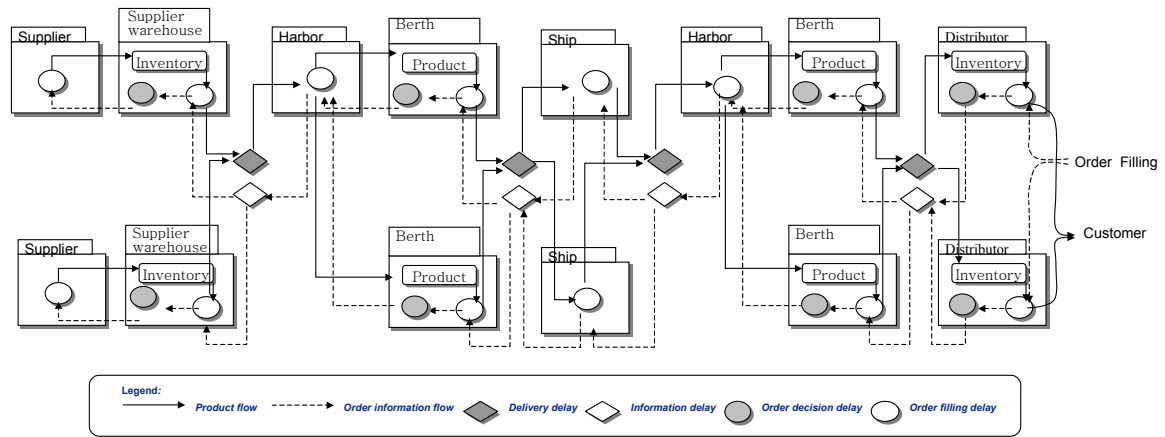 Supplier
Supplier
warehouse
Inventory
Harbor
Berth
Product
Ship
Harbor
Berth
Product
Distributor
Inventory
Order Filling
Customer
Supplier
Supplier
warehouse
Inventory
Berth
Product
Ship
Berth
Product
Distributor
Inventory
Legend:
Product flow
Order information flow
Delivery delay
Information delay
Order decision delay
Order filling delay